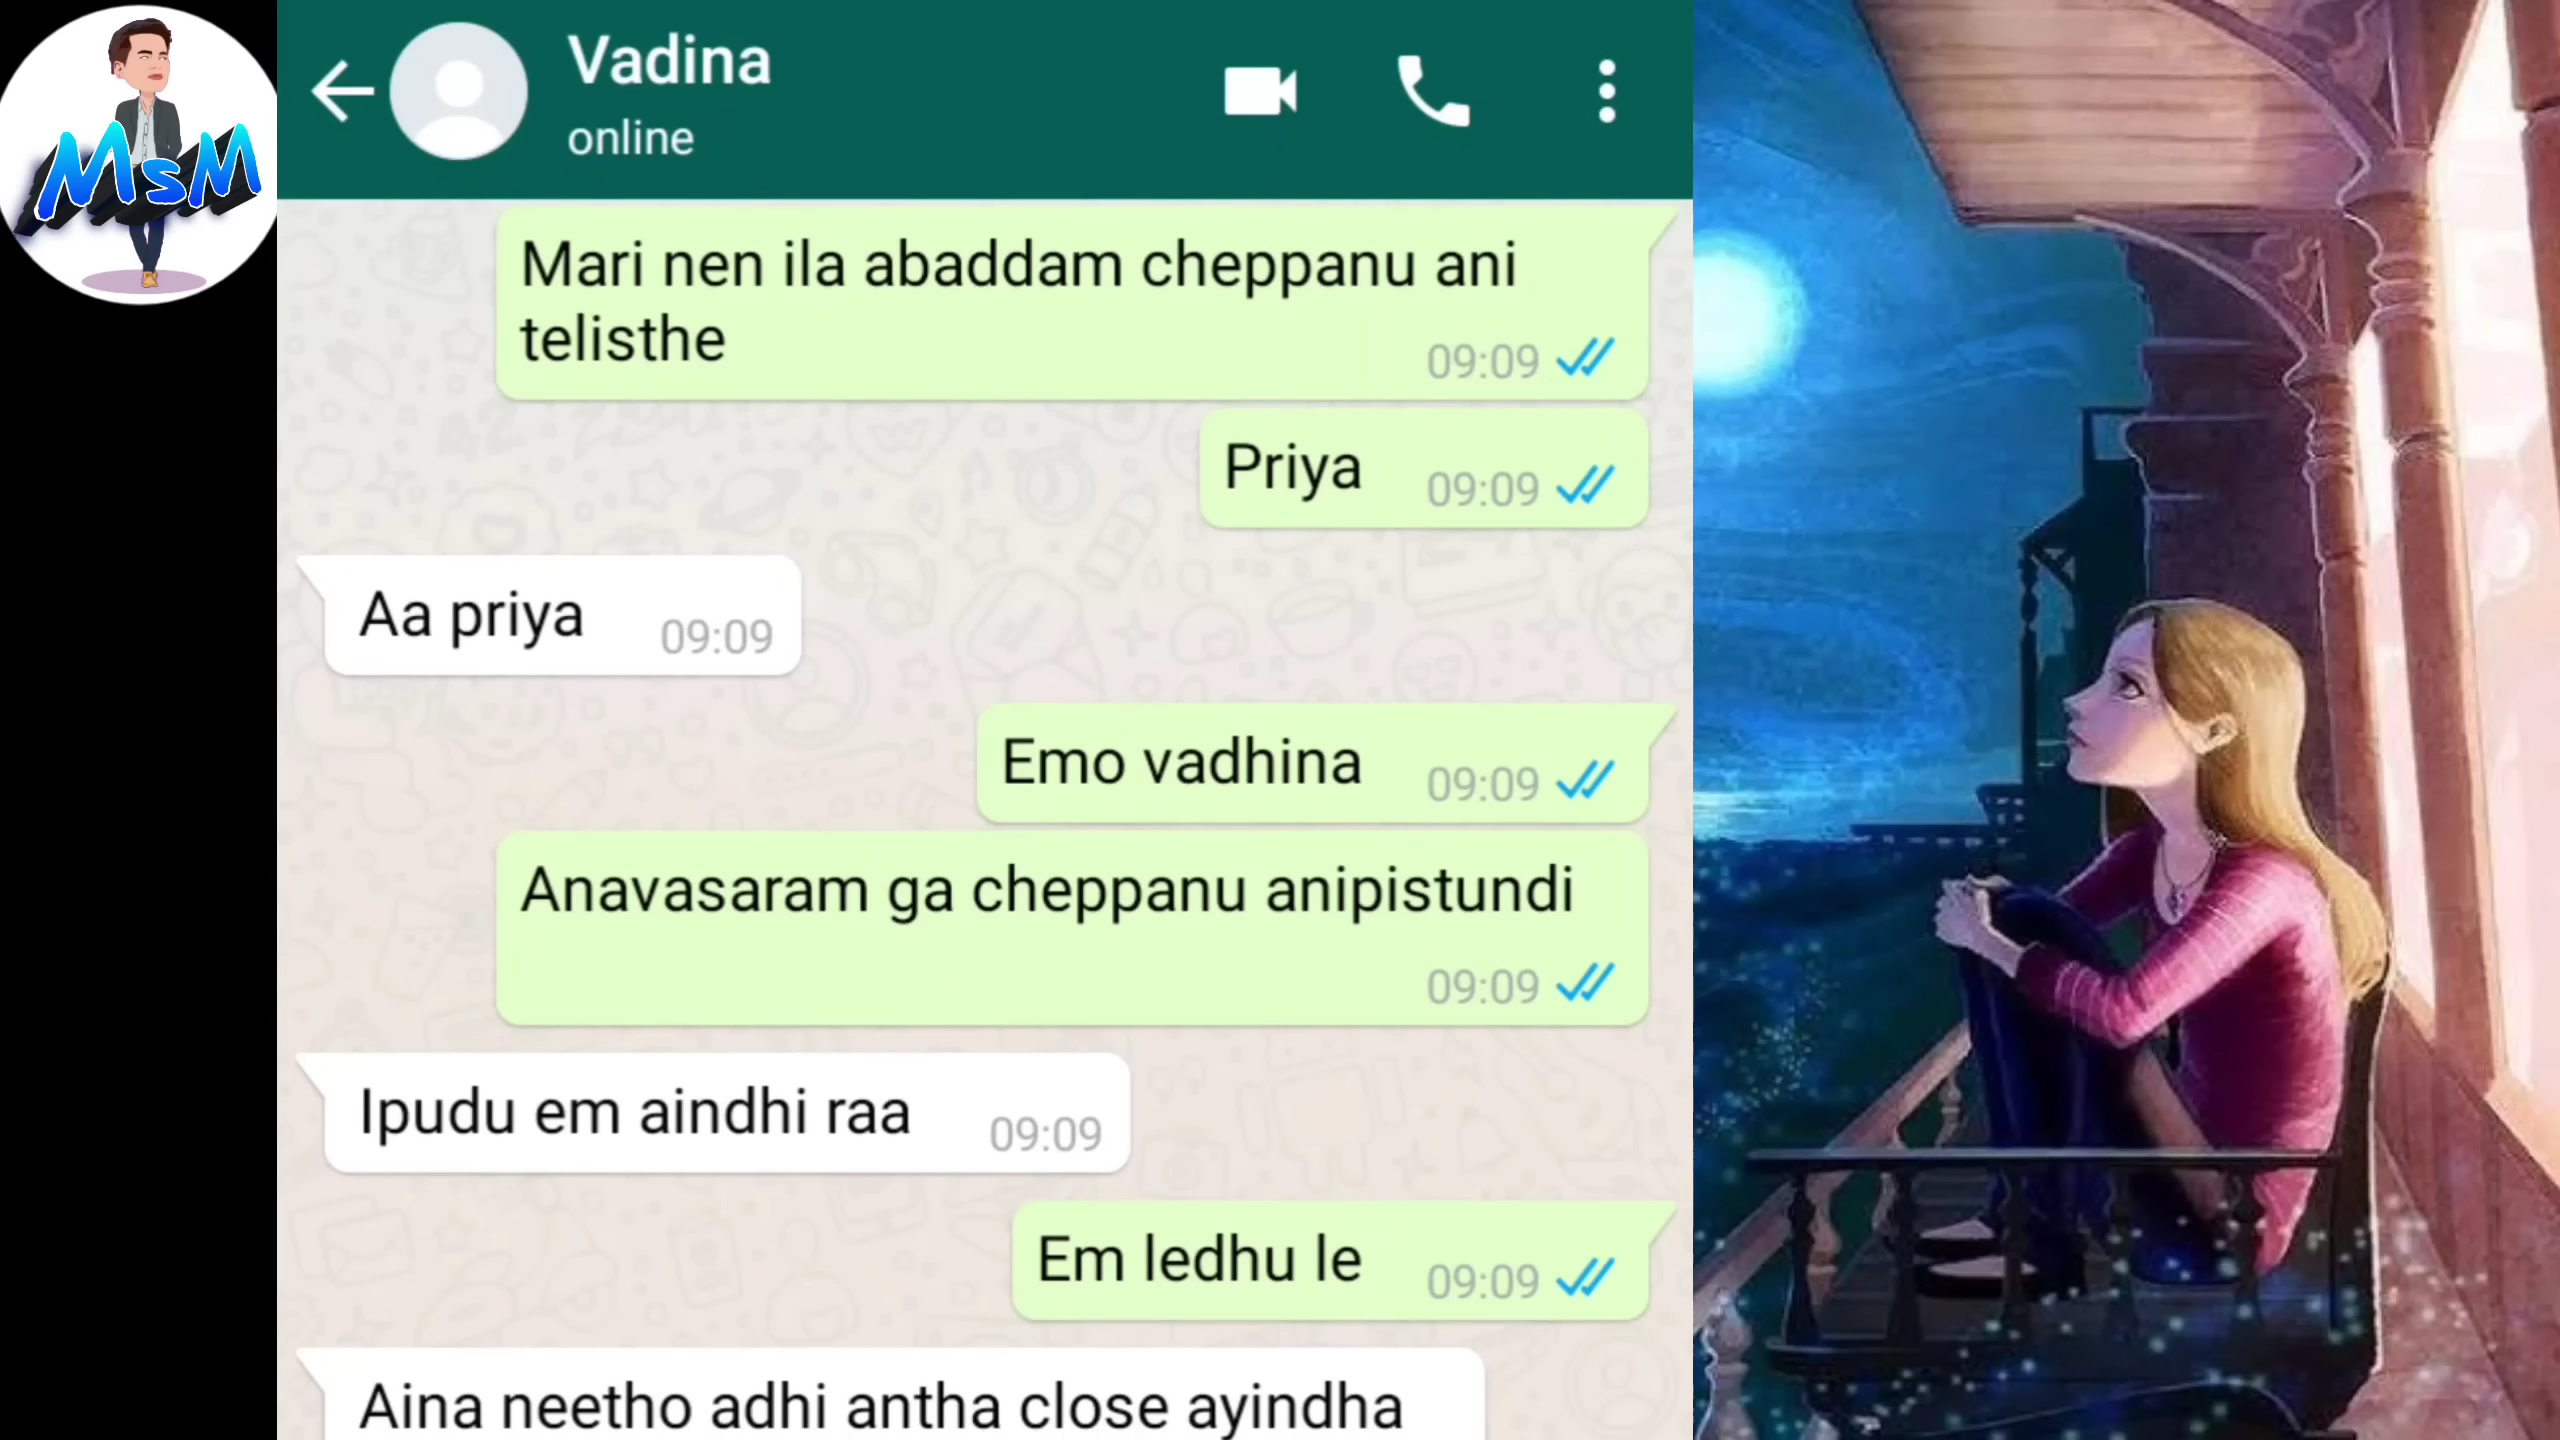 MsM
Vadina
online
Mari nen ila abaddam cheppanu ani
telisthe
09:09
Priya
09:09
Aa priya
09:09
Emo vadhina
09:09
Anavasaram ga cheppanu anipistundi
09:09
Ipudu em aindhi raa
09:09
Em ledhu le
09:09
Aina neetho adhi antha close ayindha